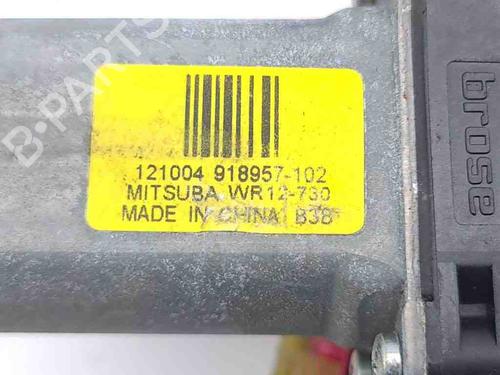 121004 918957-102
MITSUBA WR12-730
MADE IN CHINA B38
brose
B-PARTS